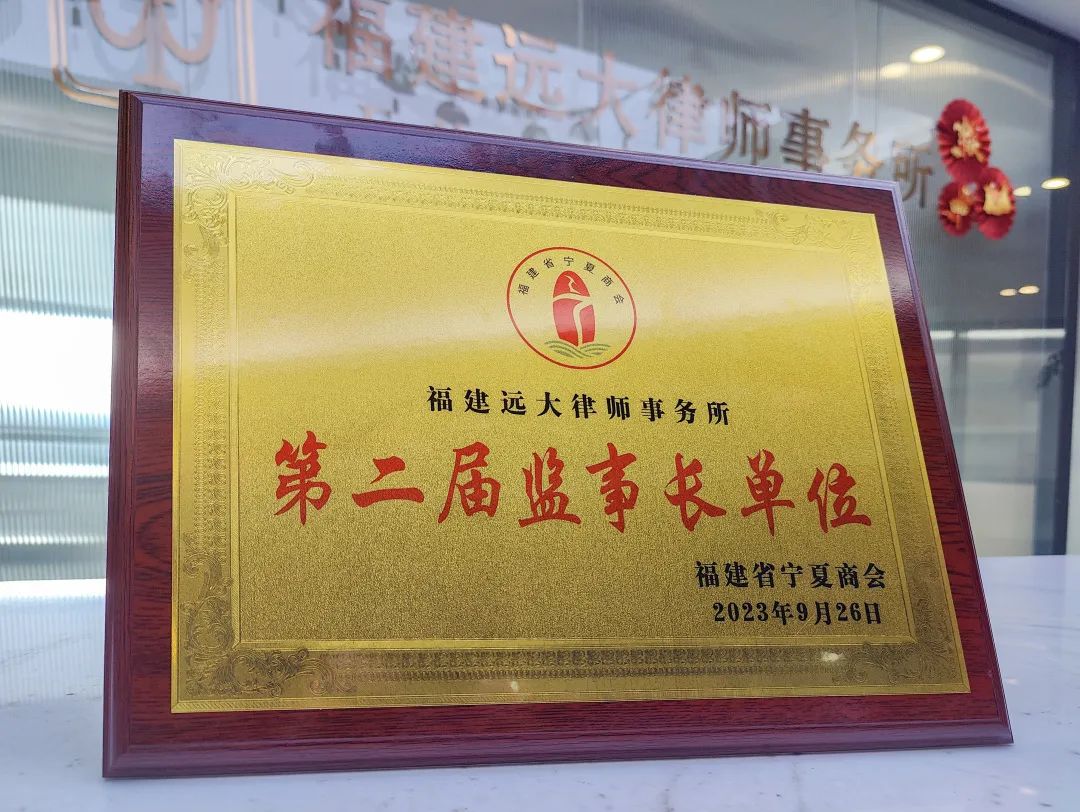 福建远大律师事务所
福建省宁夏商会
福建远大律师事务所
第二届监事长单位
福建省宁夏商会
2023年9月26日